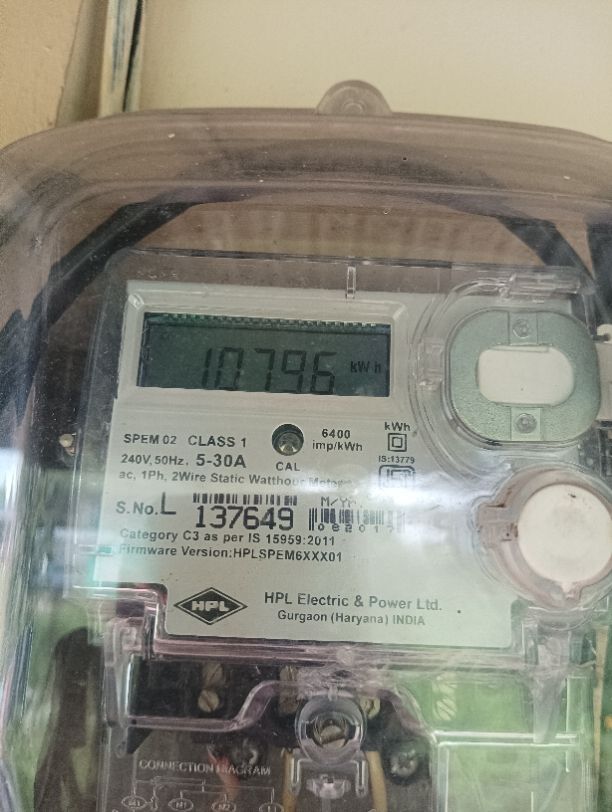 10796 kWh
SPEM 02 CLASS 1
6400
imp/kWh
kWh
240V, 50Hz. 5-30A
CAL
IS:13779
ac, 1Ph, 2Wire Static Watthour Meter
M/YR
S.No. L 137649
Category C3 as per IS 15959:2011
Firmware Version:HPLSPEM6XXX01
HPL
HPL Electric & Power Ltd.
Gurgaon (Haryana) INDIA
CONNECTION DIAGRAM